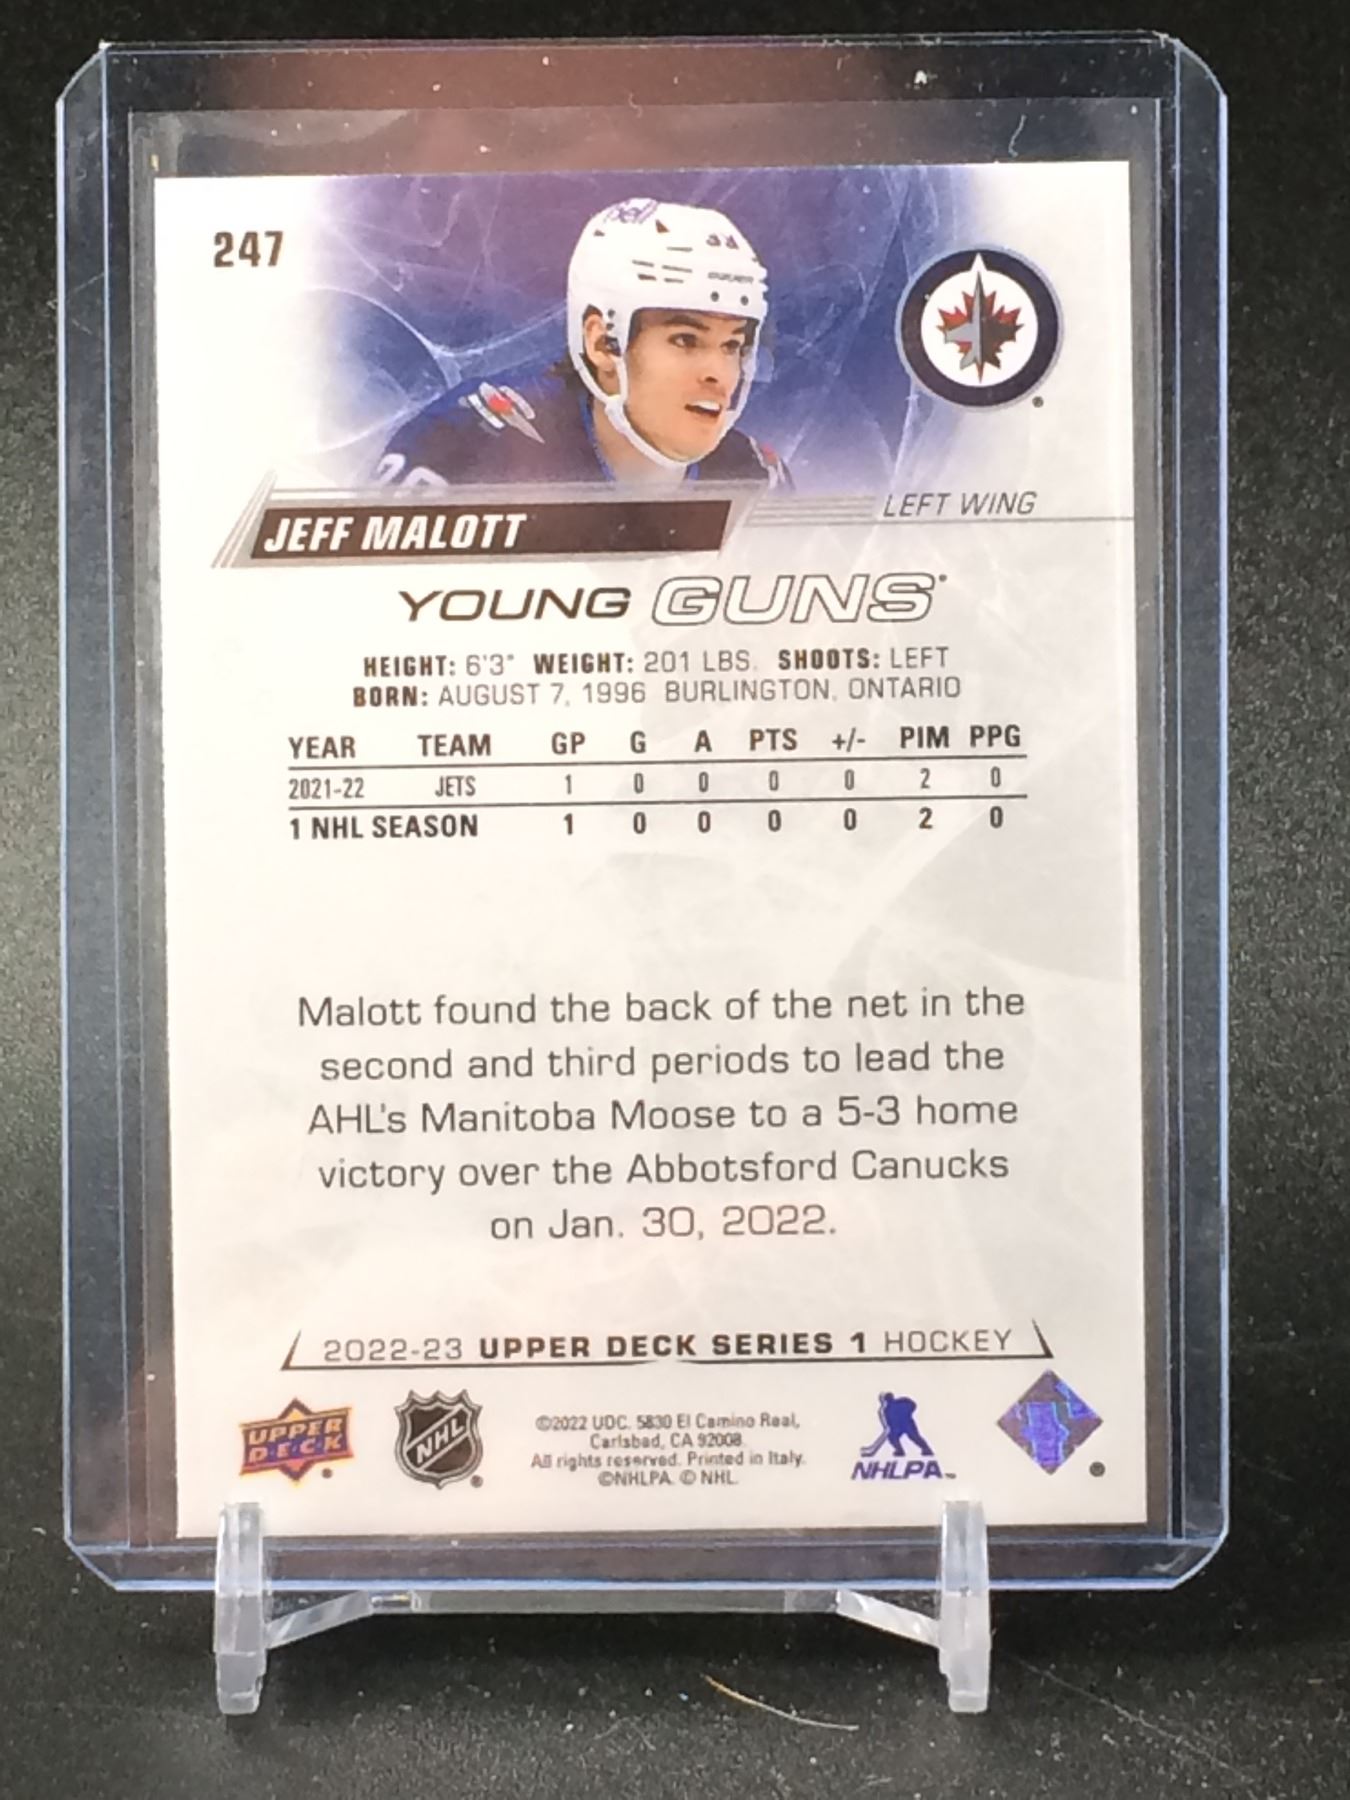 247
bell
LEFT WING
JEFF MALOTT
YOUNG GUNS
HEIGHT: 6'3" WEIGHT: 201 LBS. SHOOTS: LEFT
BORN: AUGUST 7, 1996 BURLINGTON, ONTARIO
YEAR TEAM GP G A PTS +/- PIM PPG
2021-22 JETS 1 0 0 0 0 2 0
1 NHL SEASON 1 0 0 0 0 2 0
Malott found the back of the net in the
second and third periods to lead the
AHL's Manitoba Moose to a 5-3 home
victory over the Abbotsford Canucks
on Jan. 30, 2022.
2022-23 UPPER DECK SERIES 1 HOCKEY
UPPER
DECK
NHL
©2022 UDC. 5830 El Camino Real,
Carlsbad, CA 92008.
All rights reserved. Printed in Italy.
©NHLPA. © NHL.
NHLPA™